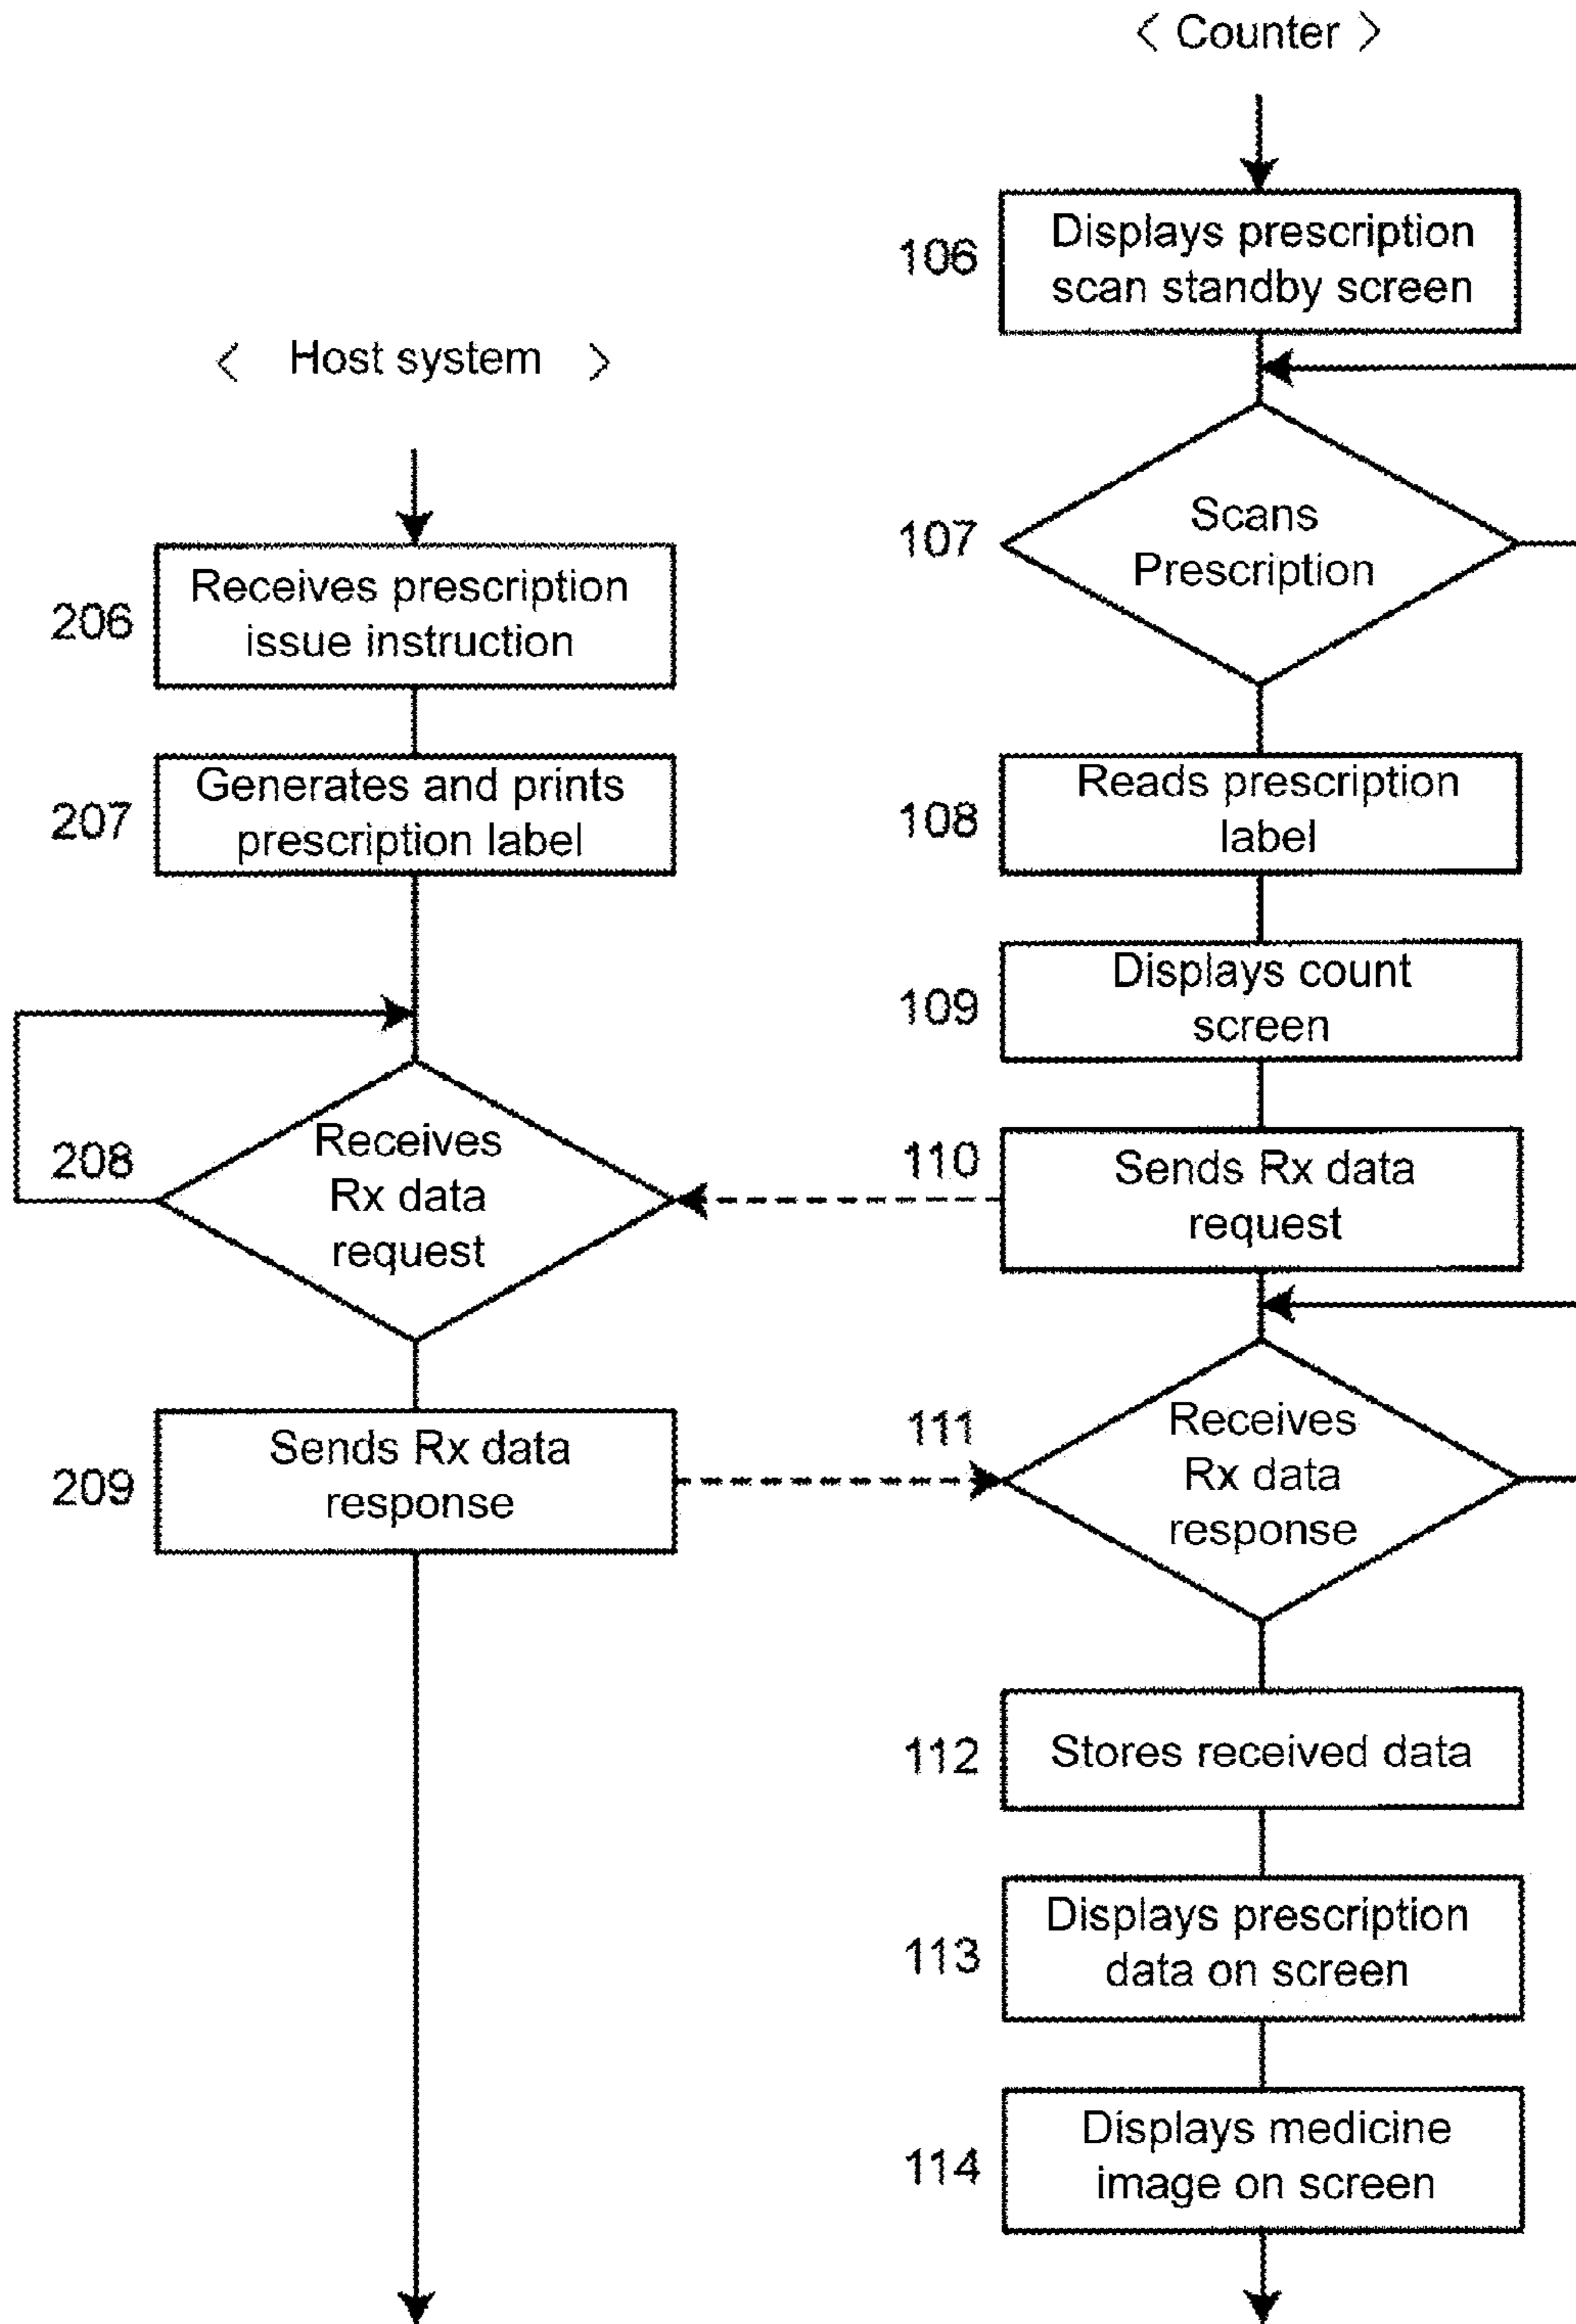 < Counter >
106
Displays prescription
scan standby screen
< Host system >
107
Scans
Prescription
206
Receives prescription
issue instruction
207
Generates and prints
prescription label
108
Reads prescription
label
109
Displays count
screen
208
Receives
Rx data
request
110
Sends Rx data
request
209
Sends Rx data
response
111
Receives
Rx data
response
112
Stores received data
113
Displays prescription
data on screen
114
Displays medicine
image on screen